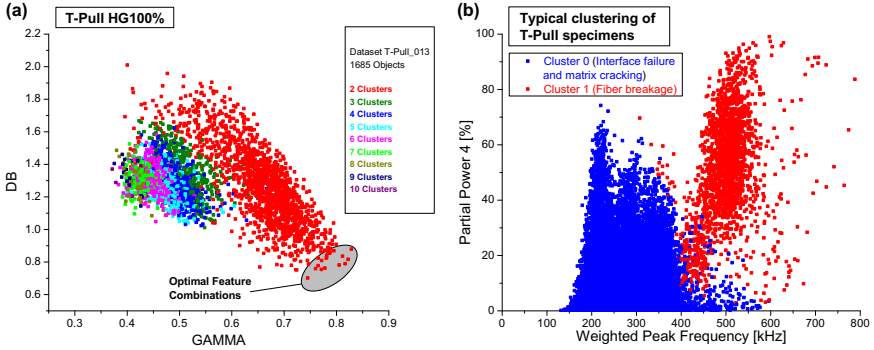 (a)
T-Pull HG100%
Dataset T-Pull_013
1685 Objects
2 Clusters
3 Clusters
4 Clusters
5 Clusters
6 Clusters
7 Clusters
8 Clusters
9 Clusters
10 Clusters
DB
2.2
2.0
1.8
1.6
1.4
1.2
1.0
0.8
0.6
Optimal Feature
Combinations
0.3 0.4 0.5 0.6 0.7 0.8 0.9
GAMMA
(b)
Typical clustering of
T-Pull specimens
Cluster 0 (Interface failure
and matrix cracking)
Cluster 1 (Fiber breakage)
Partial Power 4 [%]
100
80
60
40
20
0
0 100 200 300 400 500 600 700 800
Weighted Peak Frequency [kHz]